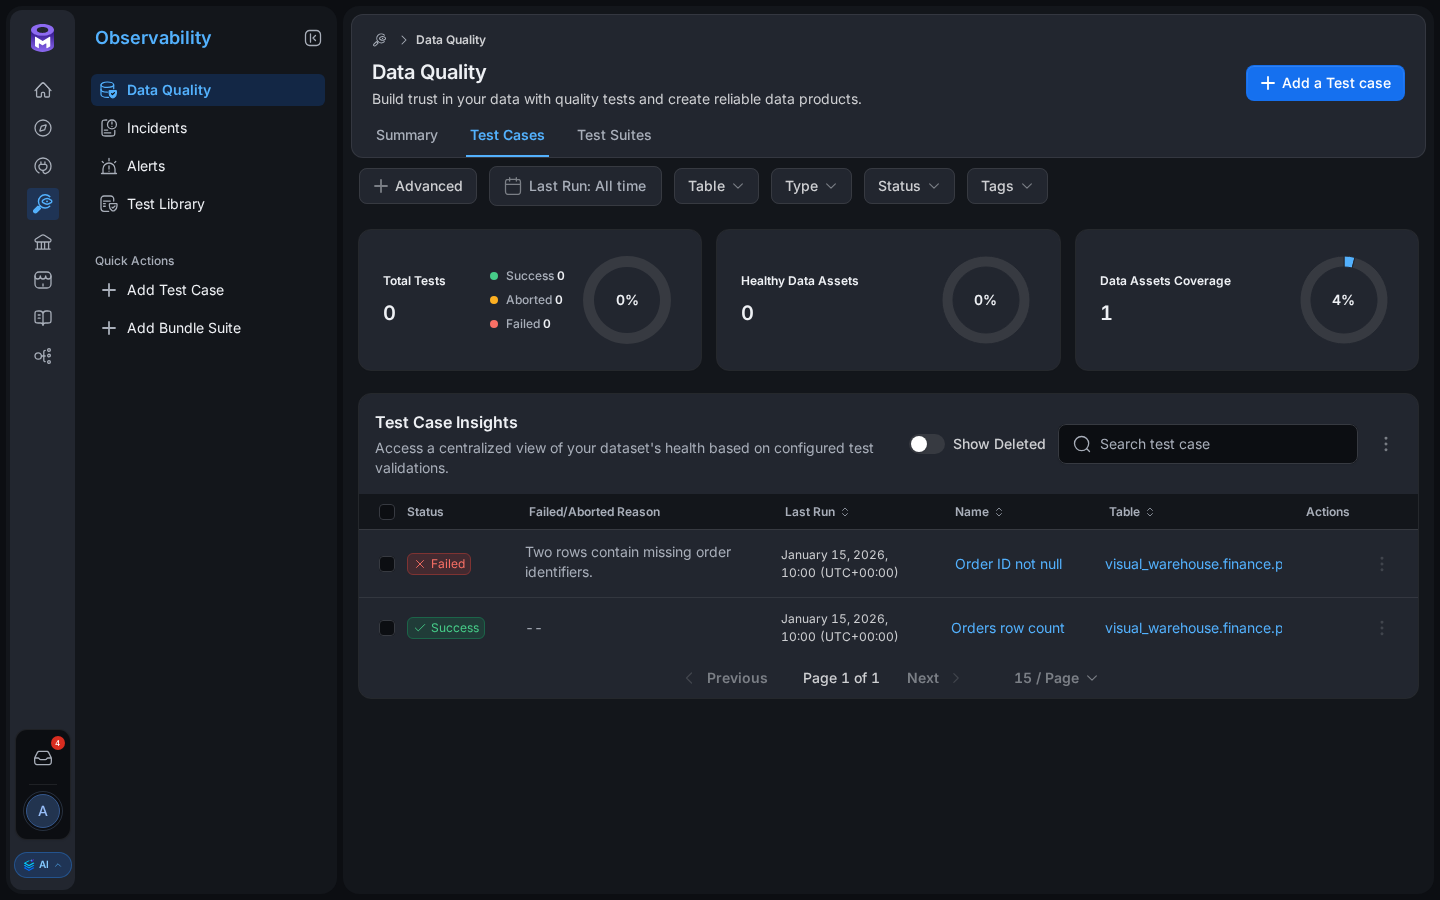 Observability
Data Quality
Incidents
Alerts
Test Library
Quick Actions
Add Test Case
Add Bundle Suite
4
A
AI
Data Quality
Data Quality
Build trust in your data with quality tests and create reliable data products.
Add a Test case
Summary
Test Cases
Test Suites
Advanced
Last Run: All time
Table
Type
Status
Tags
Total Tests
0
Success 0
Aborted 0
Failed 0
0%
Healthy Data Assets
0
0%
Data Assets Coverage
1
4%
Test Case Insights
Access a centralized view of your dataset's health based on configured test
validations.
Show Deleted
Search test case
Status
Failed/Aborted Reason
Last Run
Name
Table
Actions
Failed
Two rows contain missing order
identifiers.
January 15, 2026,
10:00 (UTC+00:00)
Order ID not null
visual_warehouse.finance.p
Success
--
January 15, 2026,
10:00 (UTC+00:00)
Orders row count
visual_warehouse.finance.p
Previous
Page 1 of 1
Next
15 / Page